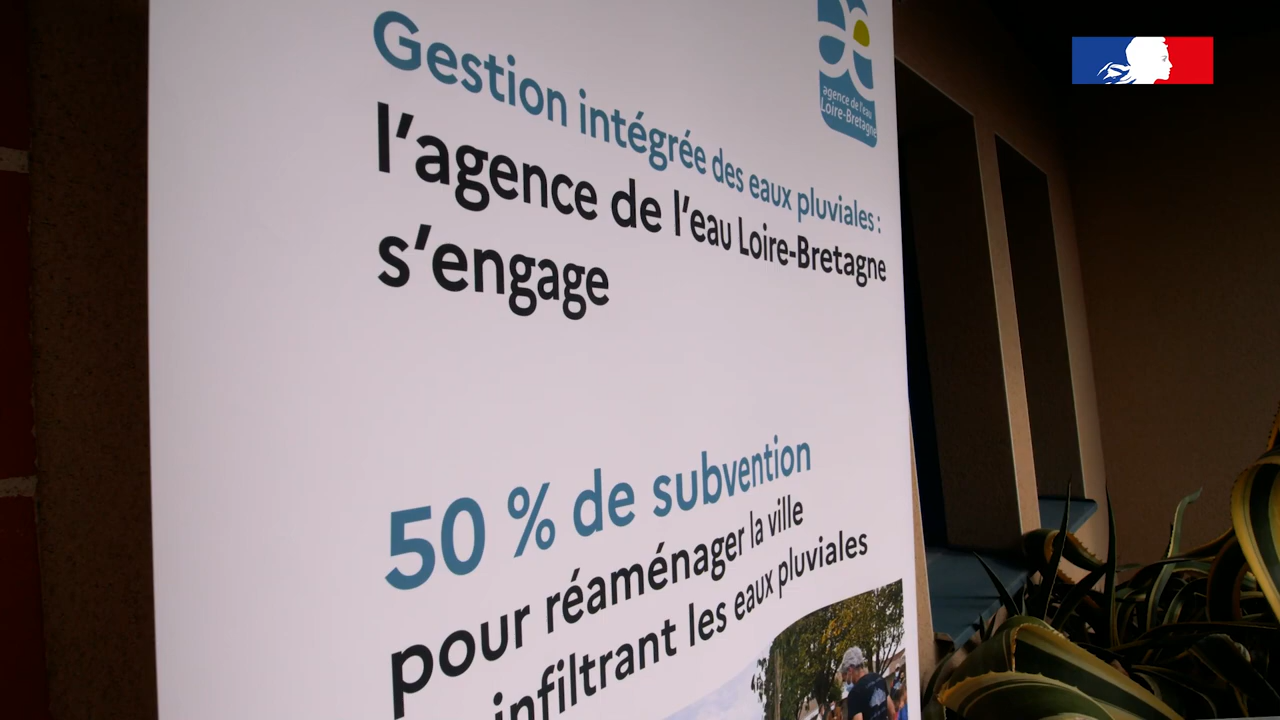 agence de l'eau
Loire-Bretagne
Gestion intégrée des eaux pluviales :
l'agence de l'eau Loire-Bretagne
s'engage
50 % de subvention
pour réaménager la ville
infiltrant les eaux pluviales